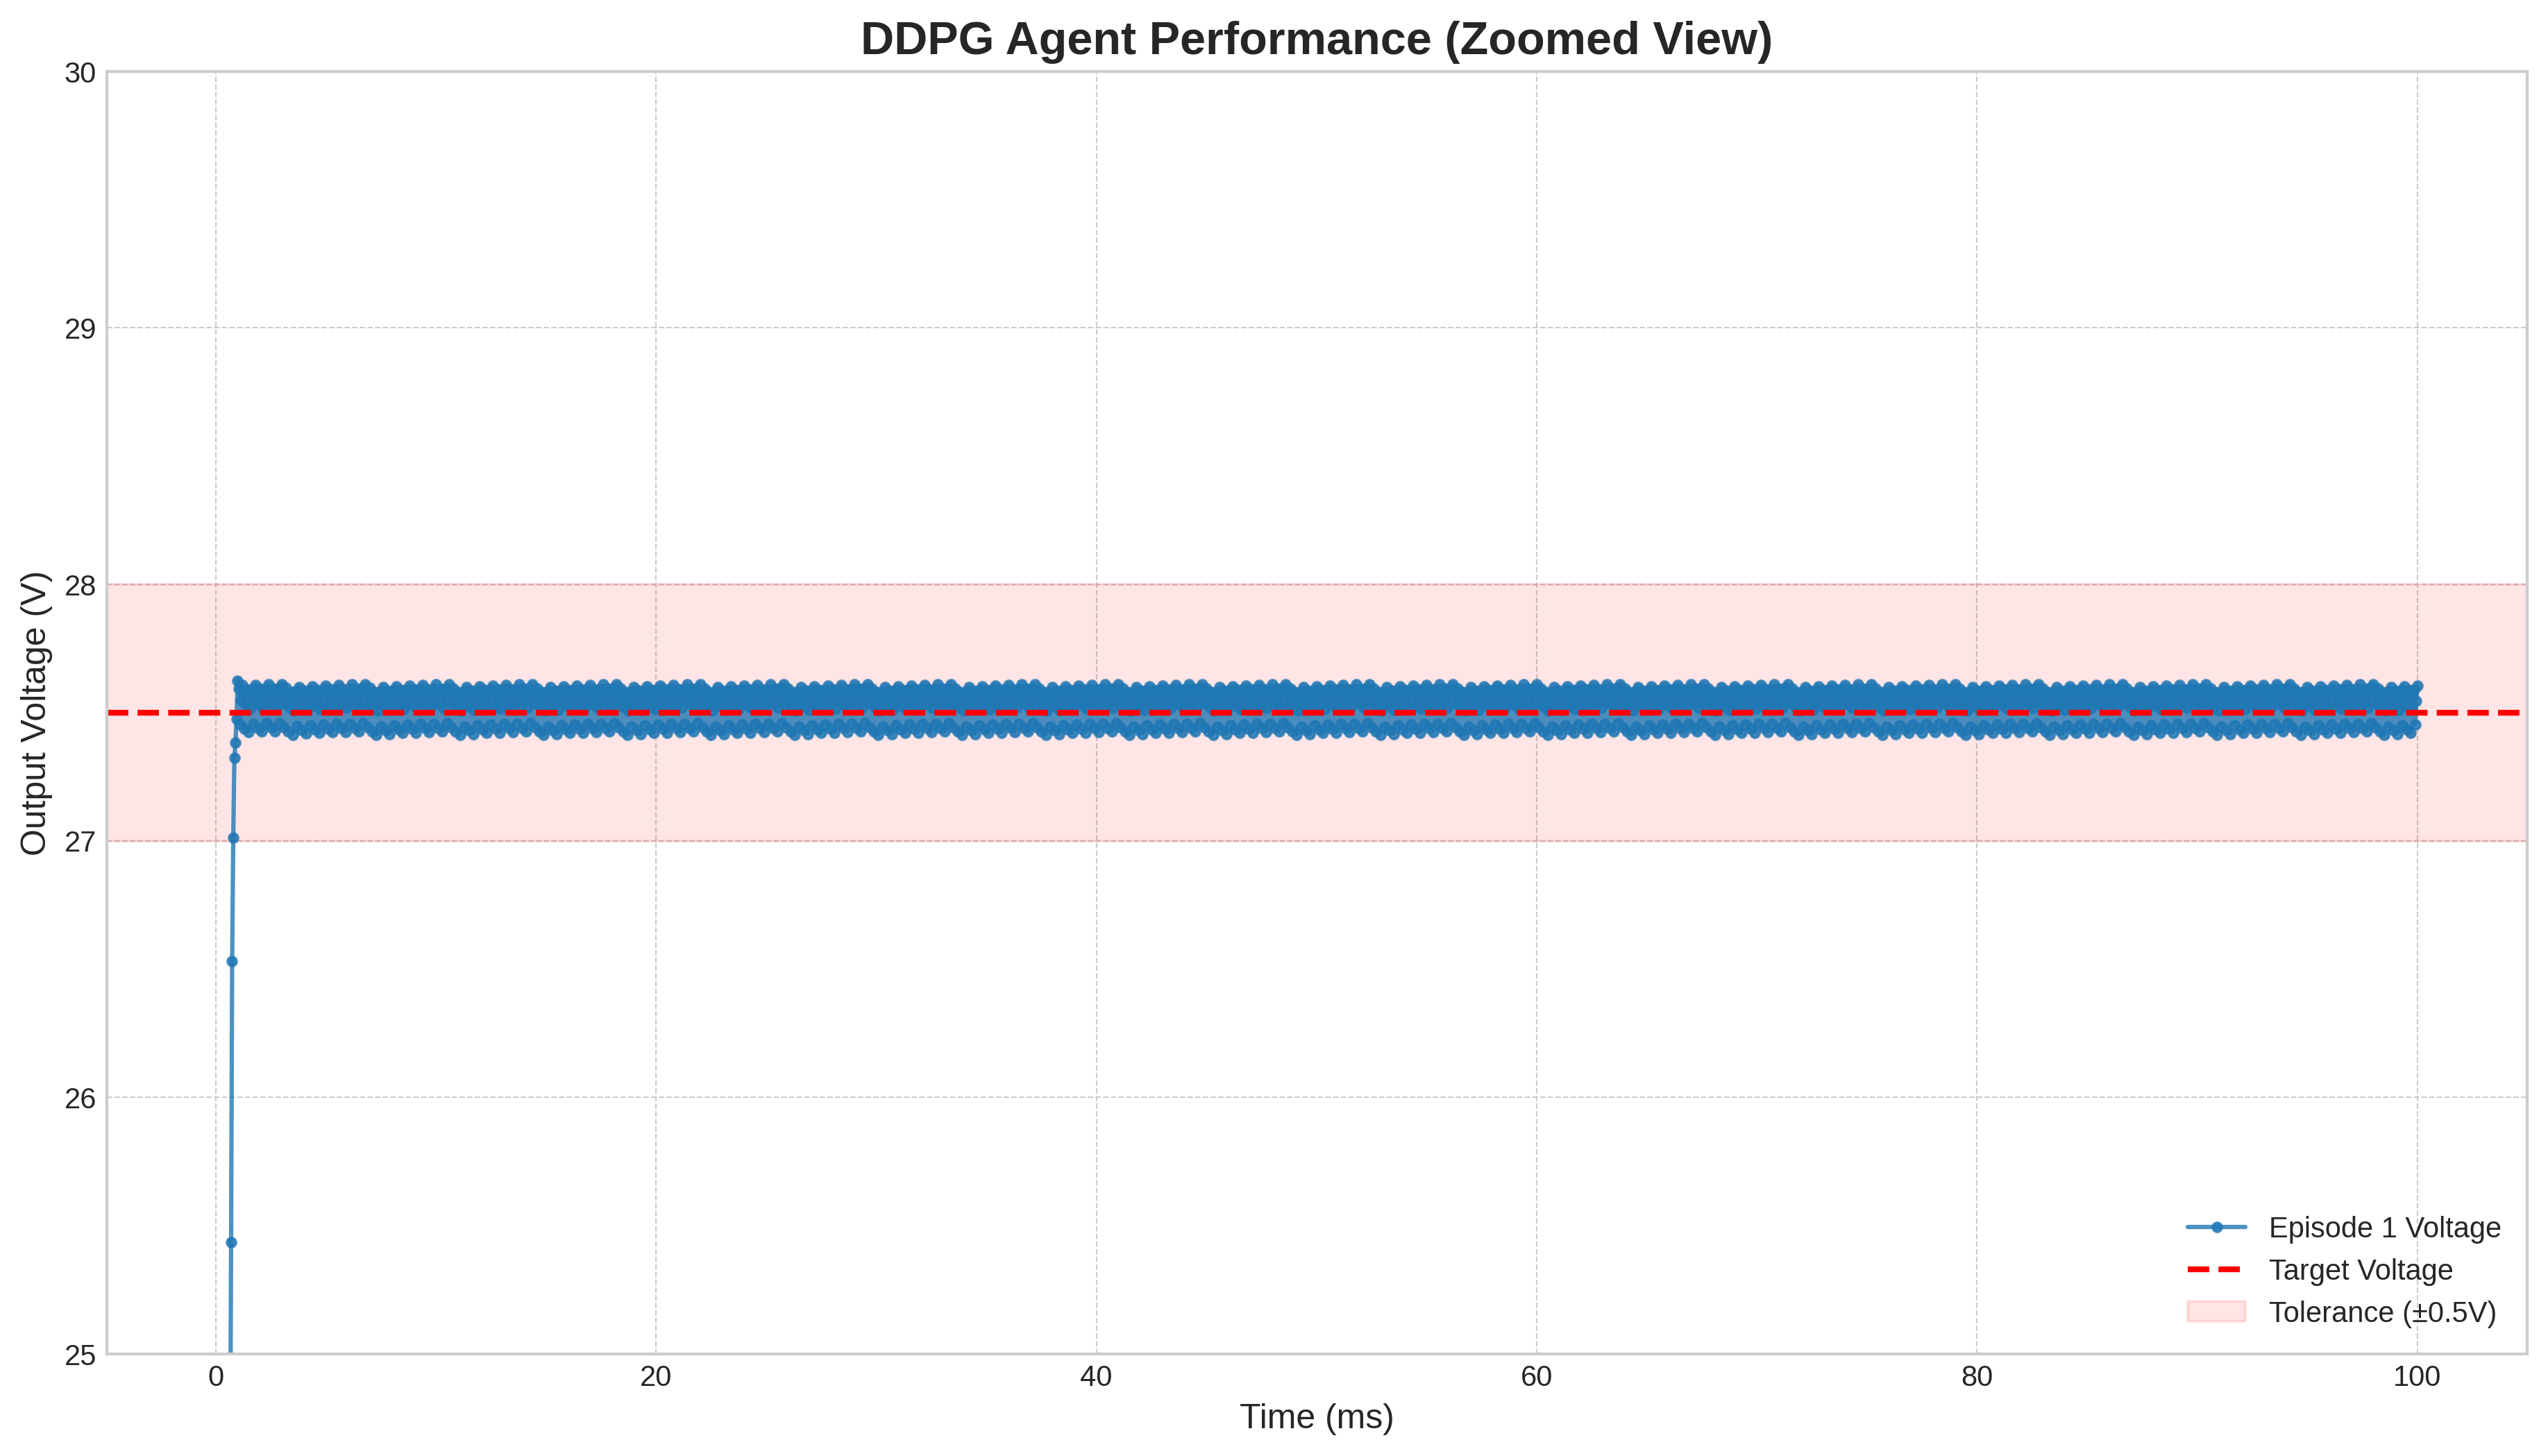 DDPG Agent Performance (Zoomed View)
30
29
28
27
26
25
Output Voltage (V)
0 20 40 60 80 100
Time (ms)
Episode 1 Voltage
Target Voltage
Tolerance (±0.5V)